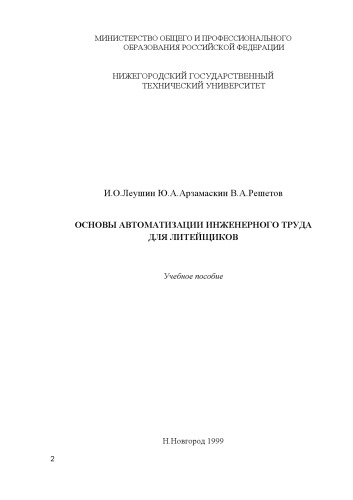 МИНИСТЕРСТВО ОБЩЕГО И ПРОФЕССИОНАЛЬНОГО
ОБРАЗОВАНИЯ РОССИЙСКОЙ ФЕДЕРАЦИИ
НИЖЕГОРОДСКИЙ ГОСУДАРСТВЕННЫЙ
ТЕХНИЧЕСКИЙ УНИВЕРСИТЕТ
И.О.Леушин Ю.А.Арзамаскин В.А.Решетов
ОСНОВЫ АВТОМАТИЗАЦИИ ИНЖЕНЕРНОГО ТРУДА
ДЛЯ ЛИТЕЙЩИКОВ
Учебное пособие
Н.Новгород 1999
2